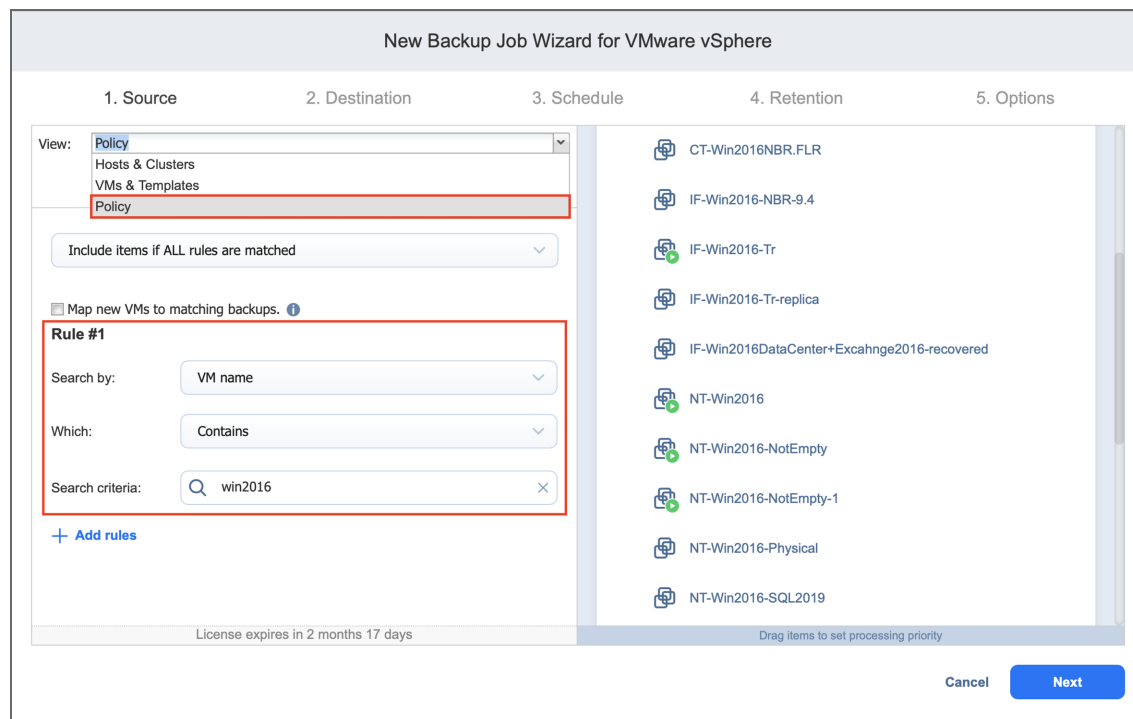 New Backup Job Wizard for VMware vSphere
1. Source
2. Destination
3. Schedule
4. Retention
5. Options
View:
Policy
Hosts & Clusters
VMs & Templates
Policy
Include items if ALL rules are matched
Map new VMs to matching backups.
Rule #1
Search by:
VM name
Which:
Contains
Search criteria:
win2016
Add rules
License expires in 2 months 17 days
CT-Win2016NBR.FLR
IF-Win2016-NBR-9.4
IF-Win2016-Tr
IF-Win2016-Tr-replica
IF-Win2016DataCenter+Excahnge2016-recovered
NT-Win2016
NT-Win2016-NotEmpty
NT-Win2016-NotEmpty-1
NT-Win2016-Physical
NT-Win2016-SQL2019
Drag items to set processing priority
Cancel
Next